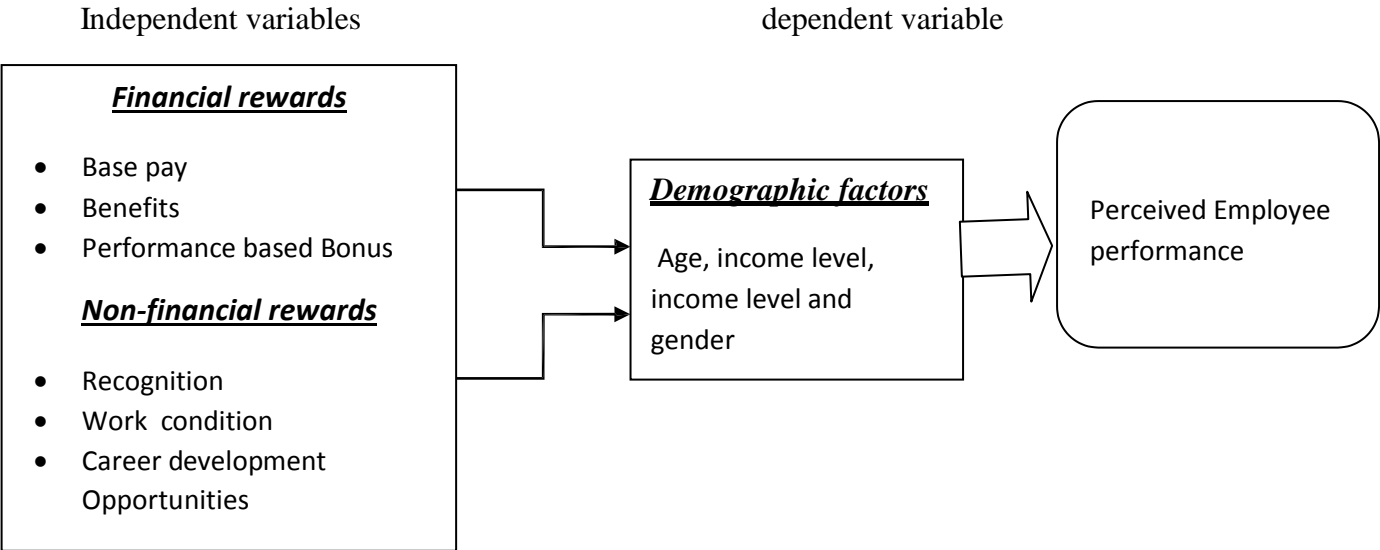 Independent variables
dependent variable
Financial rewards
• Base pay
• Benefits
• Performance based Bonus
Non-financial rewards
• Recognition
• Work condition
• Career development
Opportunities
Demographic factors
Age, income level,
income level and
gender
Perceived Employee
performance